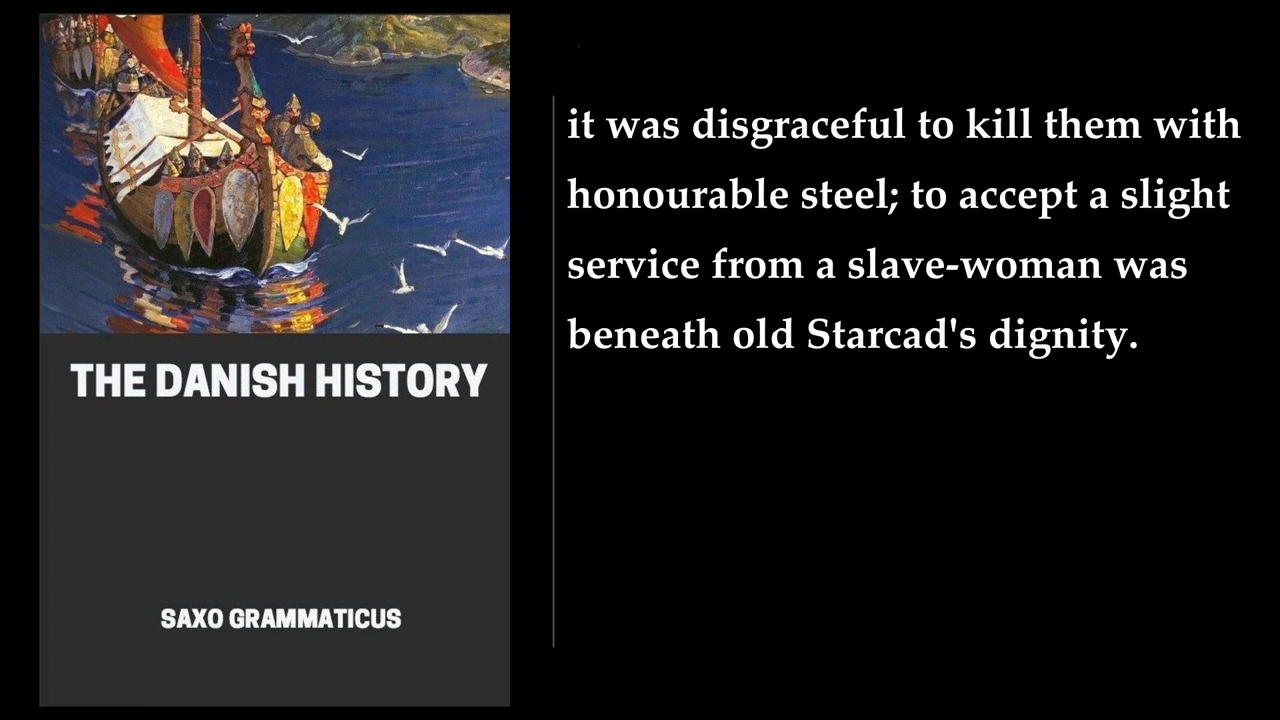 THE DANISH HISTORY
SAXO GRAMMATICUS
it was disgraceful to kill them with
honourable steel; to accept a slight
service from a slave-woman was
beneath old Starcad's dignity.